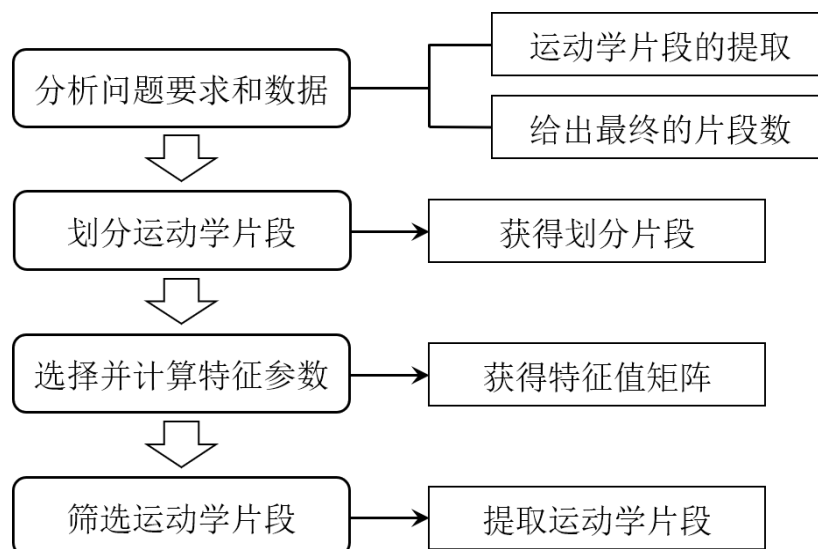 分析问题要求和数据
运动学片段的提取
给出最终的片段数
划分运动学片段
获得划分片段
选择并计算特征参数
获得特征值矩阵
筛选运动学片段
提取运动学片段